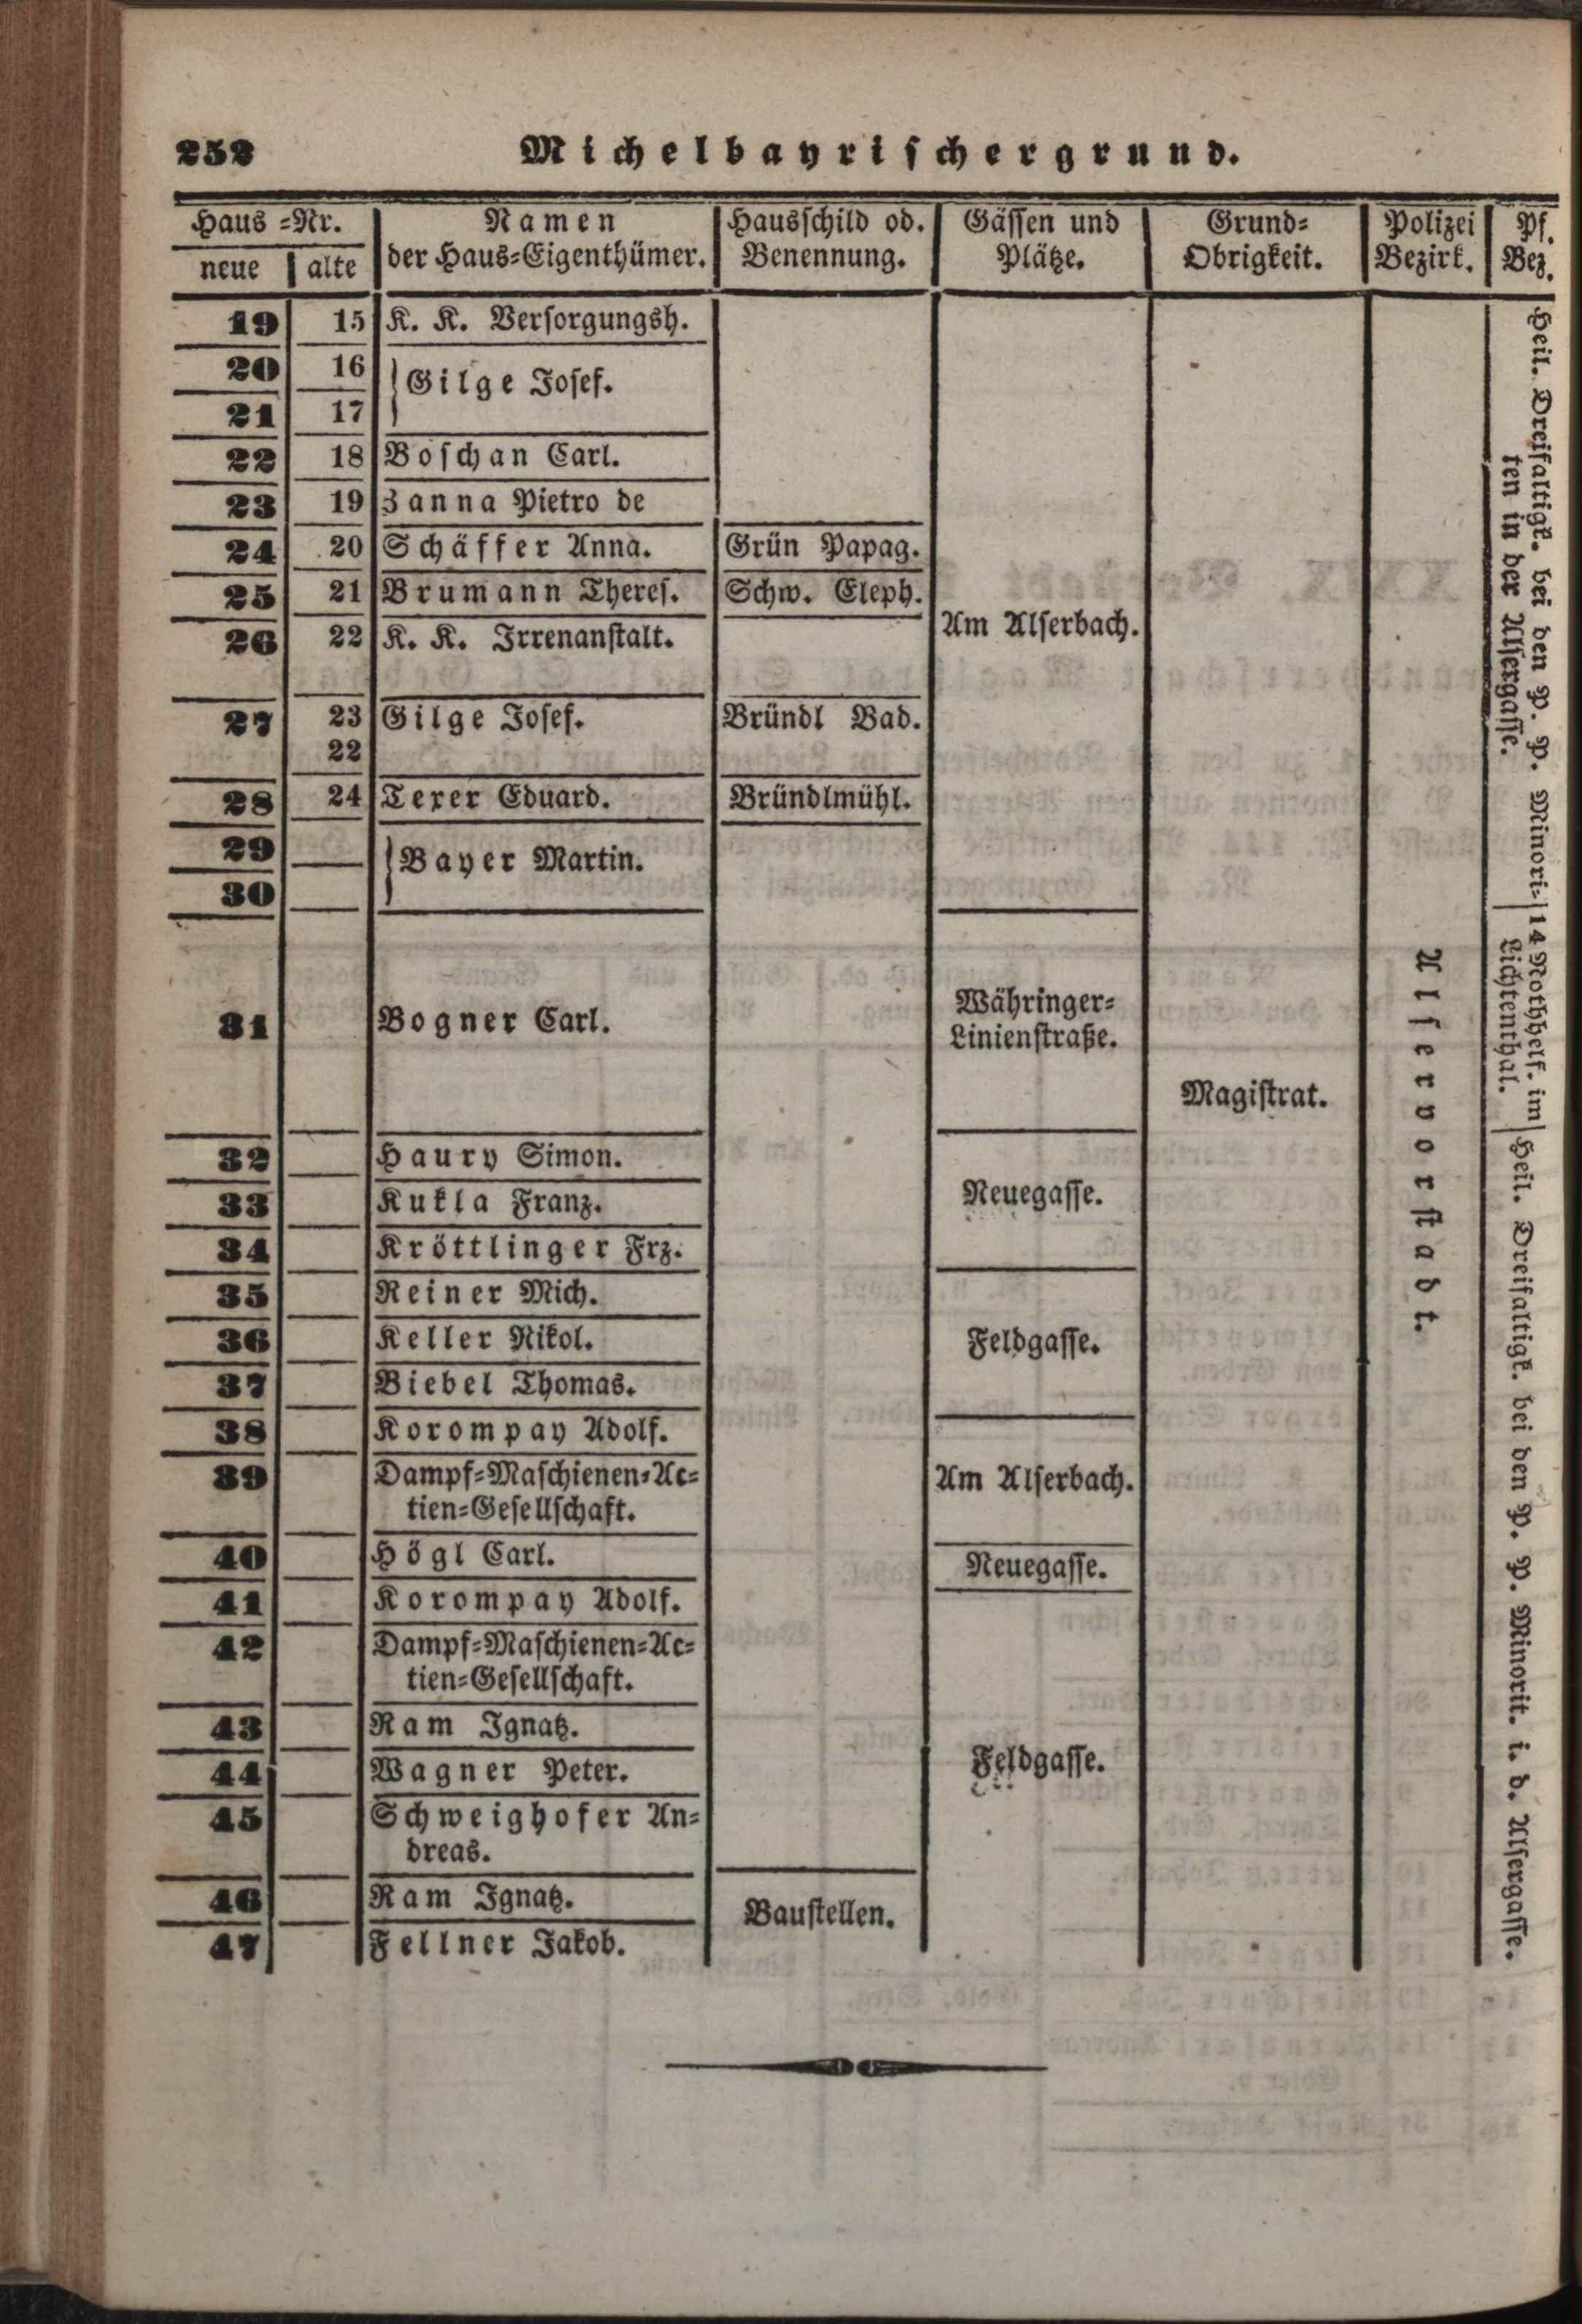 252 Michelbayrischergrund.
Haus-Nr. Namen Hausschild od. Gässen und Grund- Polizei Pf.
neue alte der Haus-Eigenthümer. Benennung. Plätze. Obrigkeit. Bezirk. Bez.
19 15 K. K. Versorgungsh.
20 16 Gilge Josef.
21 17
22 18 Boschan Carl.
23 19 Zanna Pietro de
24 20 Schäffer Anna. Grün Papag.
25 21 Brumann Theres. Schw. Eleph.
Am Alserbach.
26 22 K. K. Irrenanstalt.
27 23 Gilge Josef. Bründl Bad.
22
28 24 Texer Eduard. Bründlmühl.
29 — Bayer Martin.
30 —
31 — Bogner Carl. Währinger-
Linienstraße.
Magistrat.
32 — Haury Simon.
33 — Kukla Franz. Neuegasse.
34 — Kröttlinger Frz.
35 — Reiner Mich.
36 — Keller Nikol. Feldgasse.
37 — Biebel Thomas.
38 — Korompay Adolf.
39 — Dampf-Maschienen-Ac- Am Alserbach.
tien-Gesellschaft.
40 — Högl Carl. Neuegasse.
41 — Korompay Adolf.
42 — Dampf-Maschienen-Ac-
tien-Gesellschaft.
43 — Ram Ignatz.
44 — Wagner Peter. Feldgasse.
45 — Schweighofer An-
dreas.
46 — Ram Ignatz. Baustellen.
47 Fellner Jakob.
Alservorstadt.
Heil. Dreifaltigk. bei den P. P. Minori-
ten in der Alsergasse.
14 Nothhelf. im
Lichtenthal.
Heil. Dreifaltigk. bei den P. P. Minorit. i. d. Alsergasse.